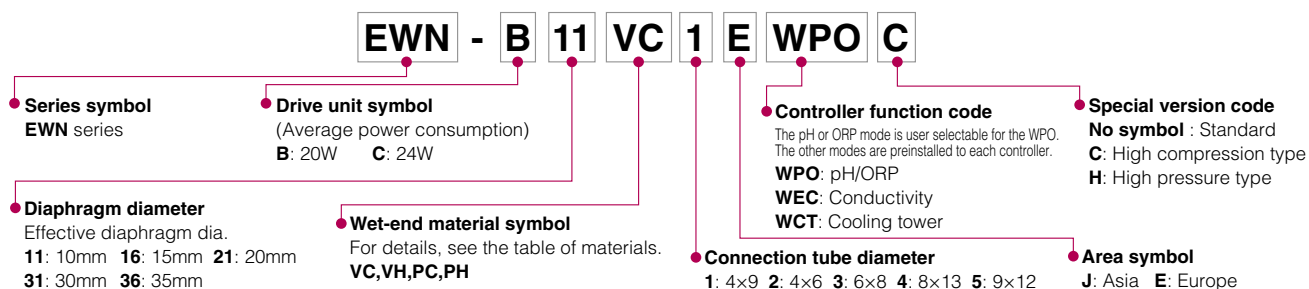 EWN - B 11 VC 1 E WPO C
Series symbol
EWN series
Drive unit symbol
(Average power consumption)
B: 20W C: 24W
Controller function code
The pH or ORP mode is user selectable for the WPO.
The other modes are preinstalled to each controller.
WPO: pH/ORP
WEC: Conductivity
WCT: Cooling tower
Special version code
No symbol : Standard
C: High compression type
H: High pressure type
Diaphragm diameter
Effective diaphragm dia.
11: 10mm 16: 15mm 21: 20mm
31: 30mm 36: 35mm
Wet-end material symbol
For details, see the table of materials.
VC,VH,PC,PH
Connection tube diameter
1: 4×9 2: 4×6 3: 6×8 4: 8×13 5: 9×12
Area symbol
J: Asia E: Europe